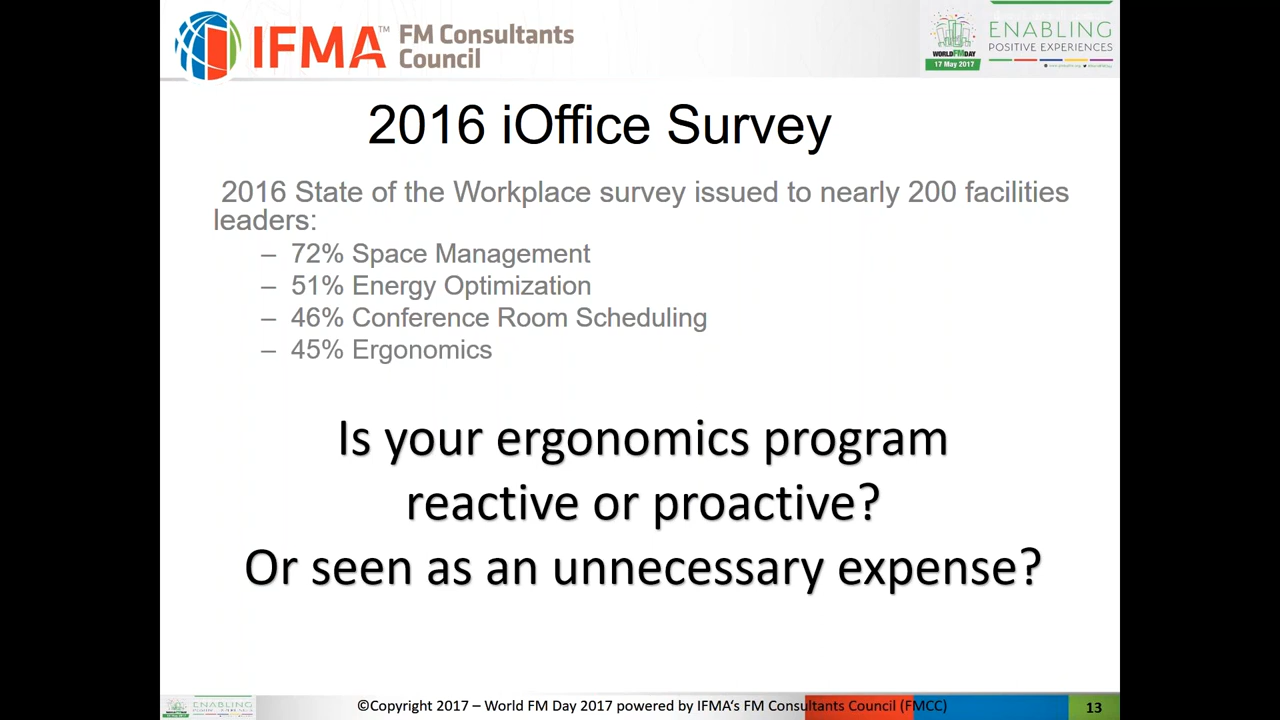 IFMA™ FM Consultants
Council
WORLD FM DAY
17 May 2017
ENABLING
POSITIVE EXPERIENCES
2016 iOffice Survey
2016 State of the Workplace survey issued to nearly 200 facilities
leaders:
– 72% Space Management
– 51% Energy Optimization
– 46% Conference Room Scheduling
– 45% Ergonomics
Is your ergonomics program
reactive or proactive?
Or seen as an unnecessary expense?
ENABLING
©Copyright 2017 – World FM Day 2017 powered by IFMA's FM Consultants Council (FMCC)
13